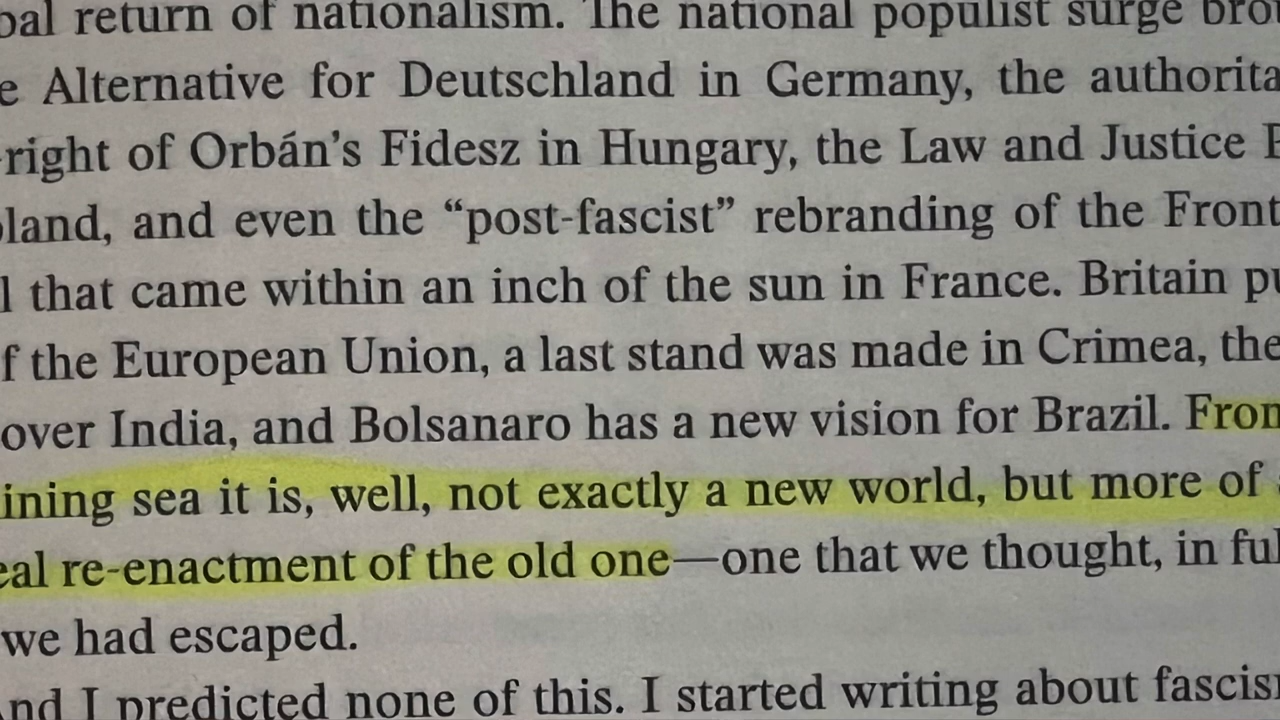 bal return of nationalism. The national populist surge bro
e Alternative for Deutschland in Germany, the authorita
-right of Orbán’s Fidesz in Hungary, the Law and Justice
land, and even the “post-fascist” rebranding of the Front
l that came within an inch of the sun in France. Britain pu
f the European Union, a last stand was made in Crimea, the
over India, and Bolsanaro has a new vision for Brazil. From
ining sea it is, well, not exactly a new world, but more of
eal re-enactment of the old one—one that we thought, in ful
we had escaped.
nd I predicted none of this. I started writing about fascis